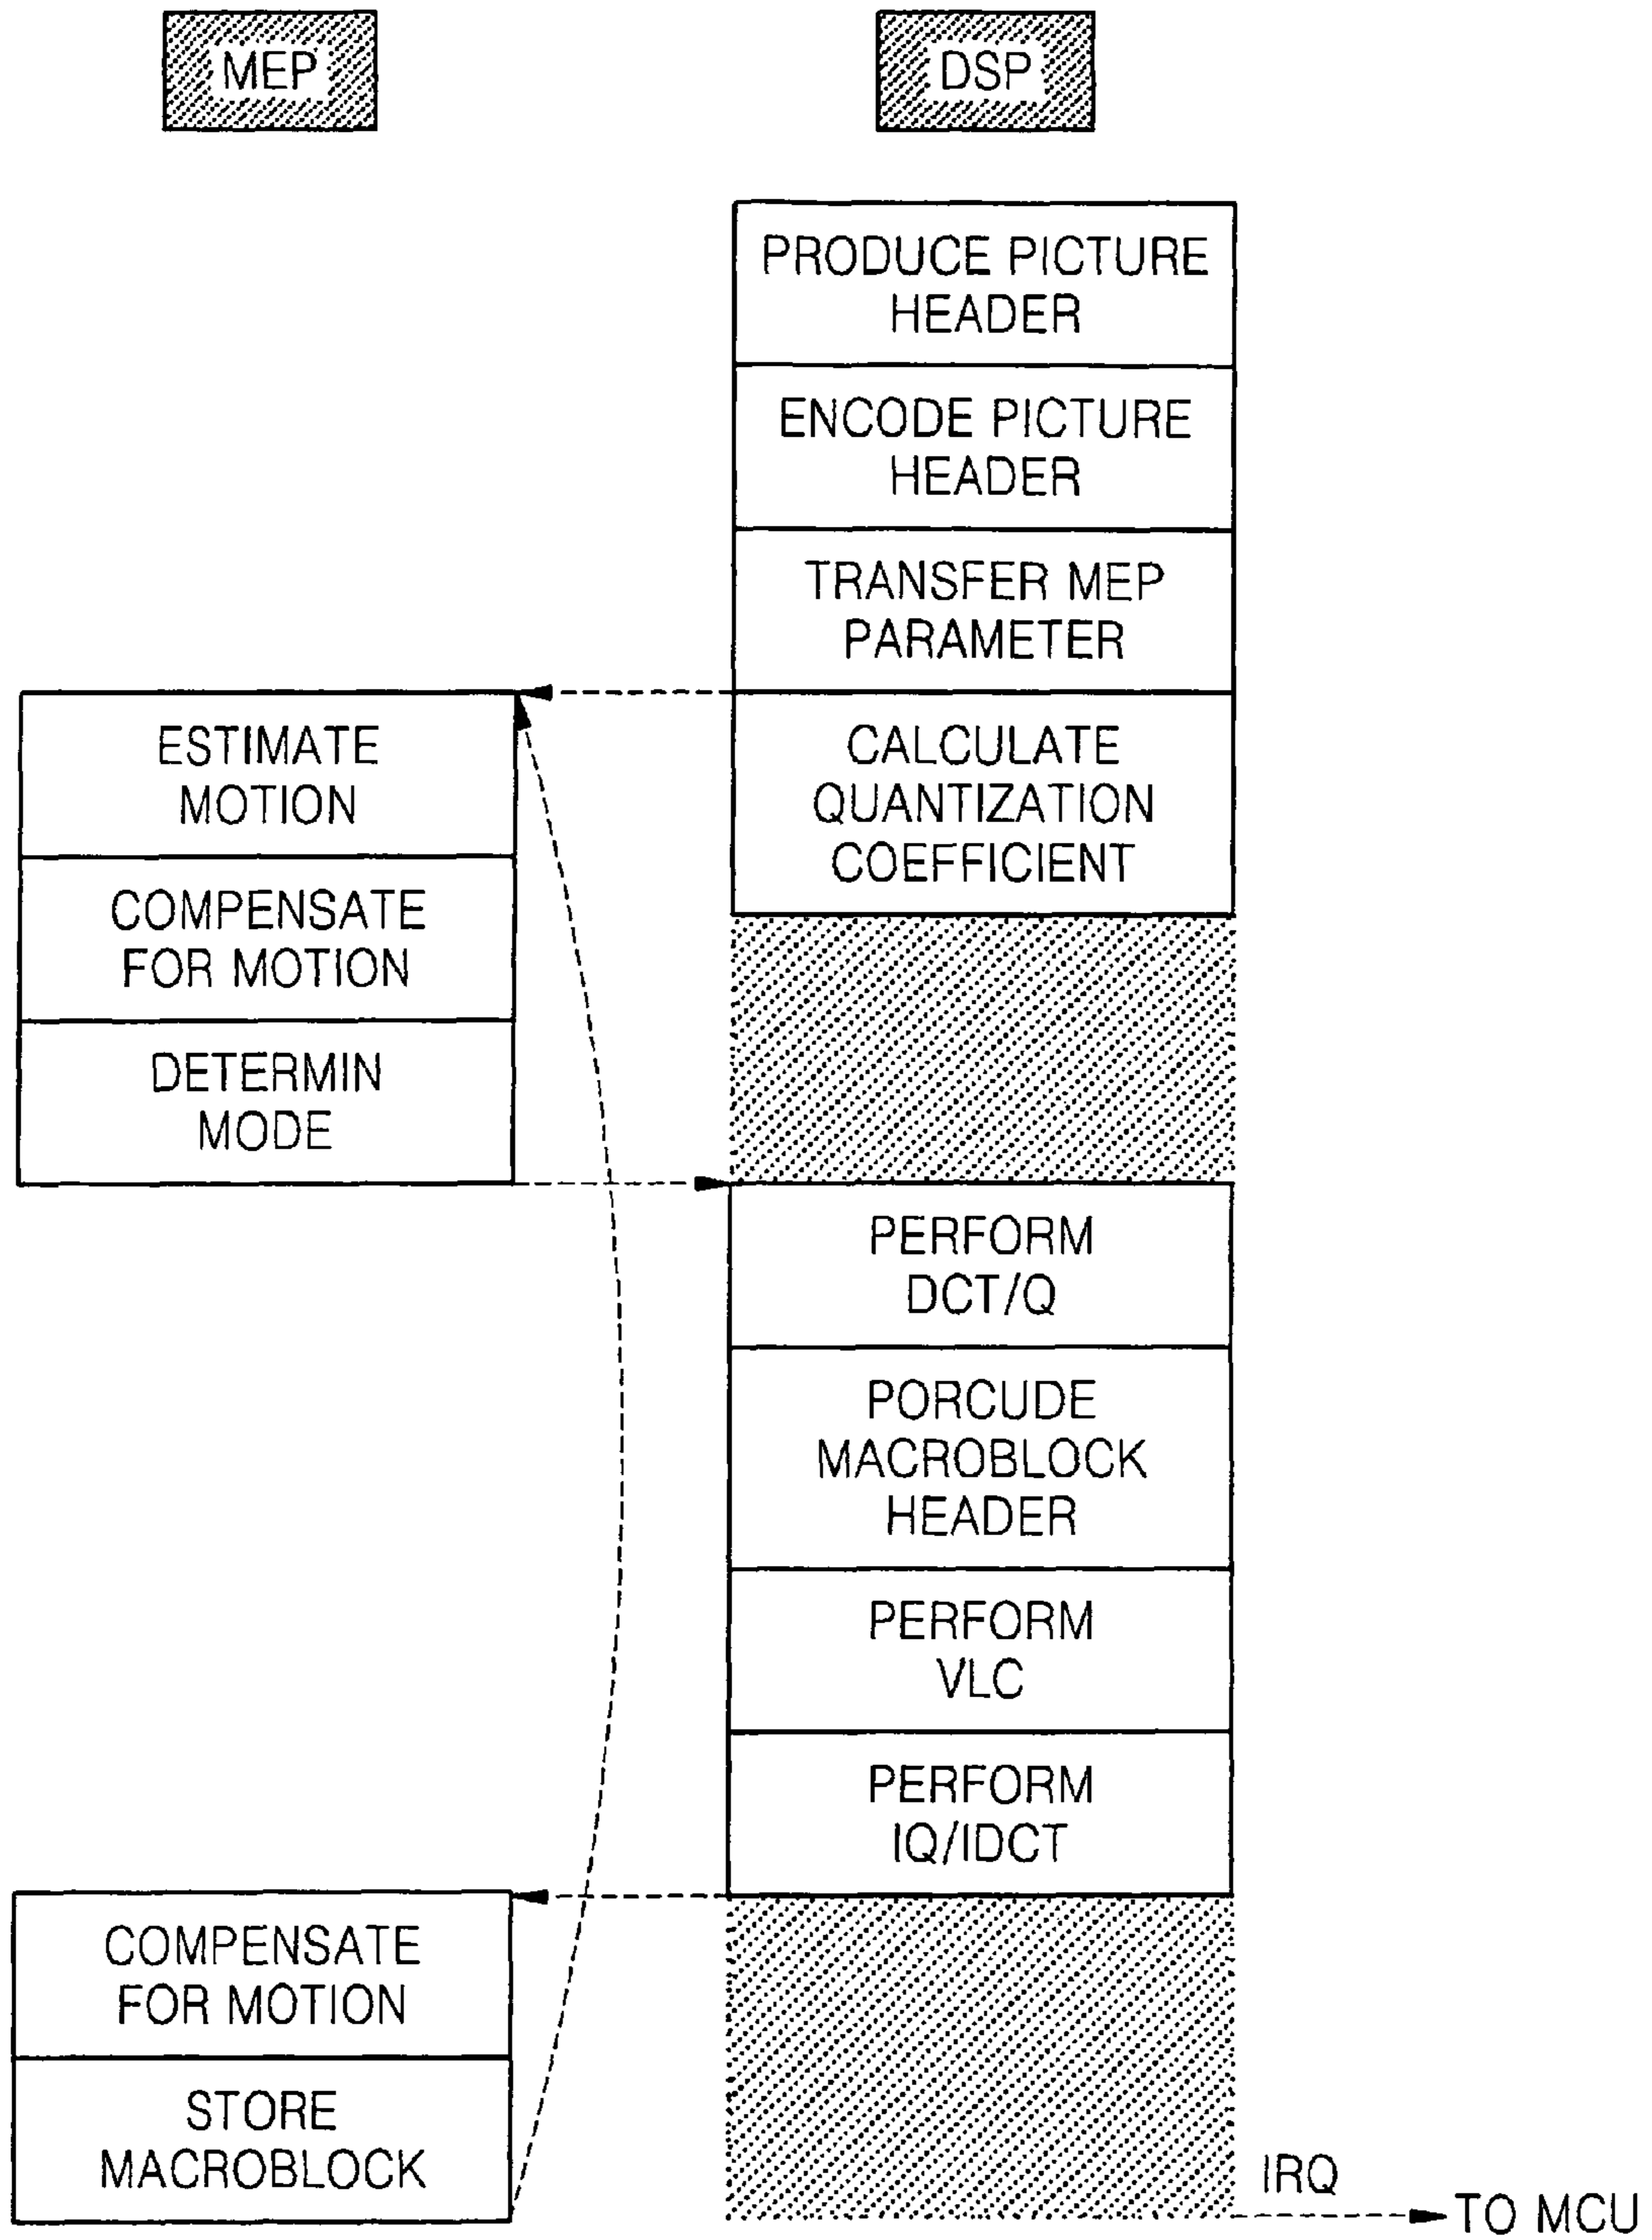 MEP
DSP
PRODUCE PICTURE
HEADER
ENCODE PICTURE
HEADER
TRANSFER MEP
PARAMETER
ESTIMATE
MOTION
CALCULATE
QUANTIZATION
COEFFICIENT
COMPENSATE
FOR MOTION
DETERMIN
MODE
PERFORM
DCT/Q
PORCUDE
MACROBLOCK
HEADER
PERFORM
VLC
PERFORM
IQ/IDCT
COMPENSATE
FOR MOTION
STORE
MACROBLOCK
IRQ
TO MCU